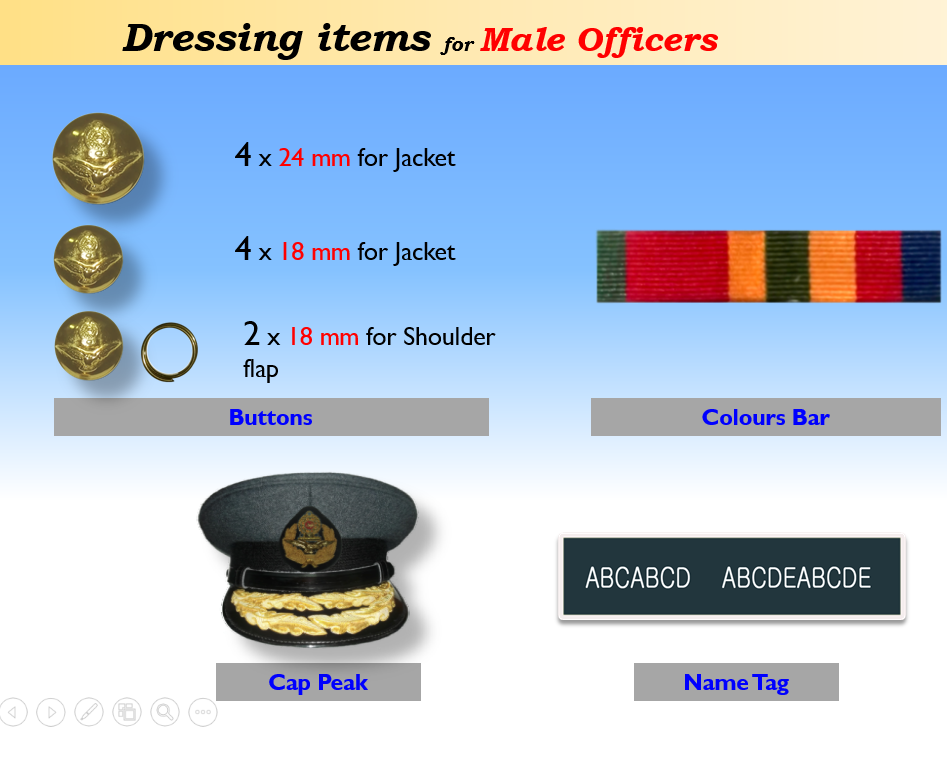 Dressing items for Male Officers
4 x 24 mm for Jacket
4 x 18 mm for Jacket
2 x 18 mm for Shoulder
flap
Buttons
Colours Bar
ABCABCD ABCDEABCDE
Cap Peak
Name Tag